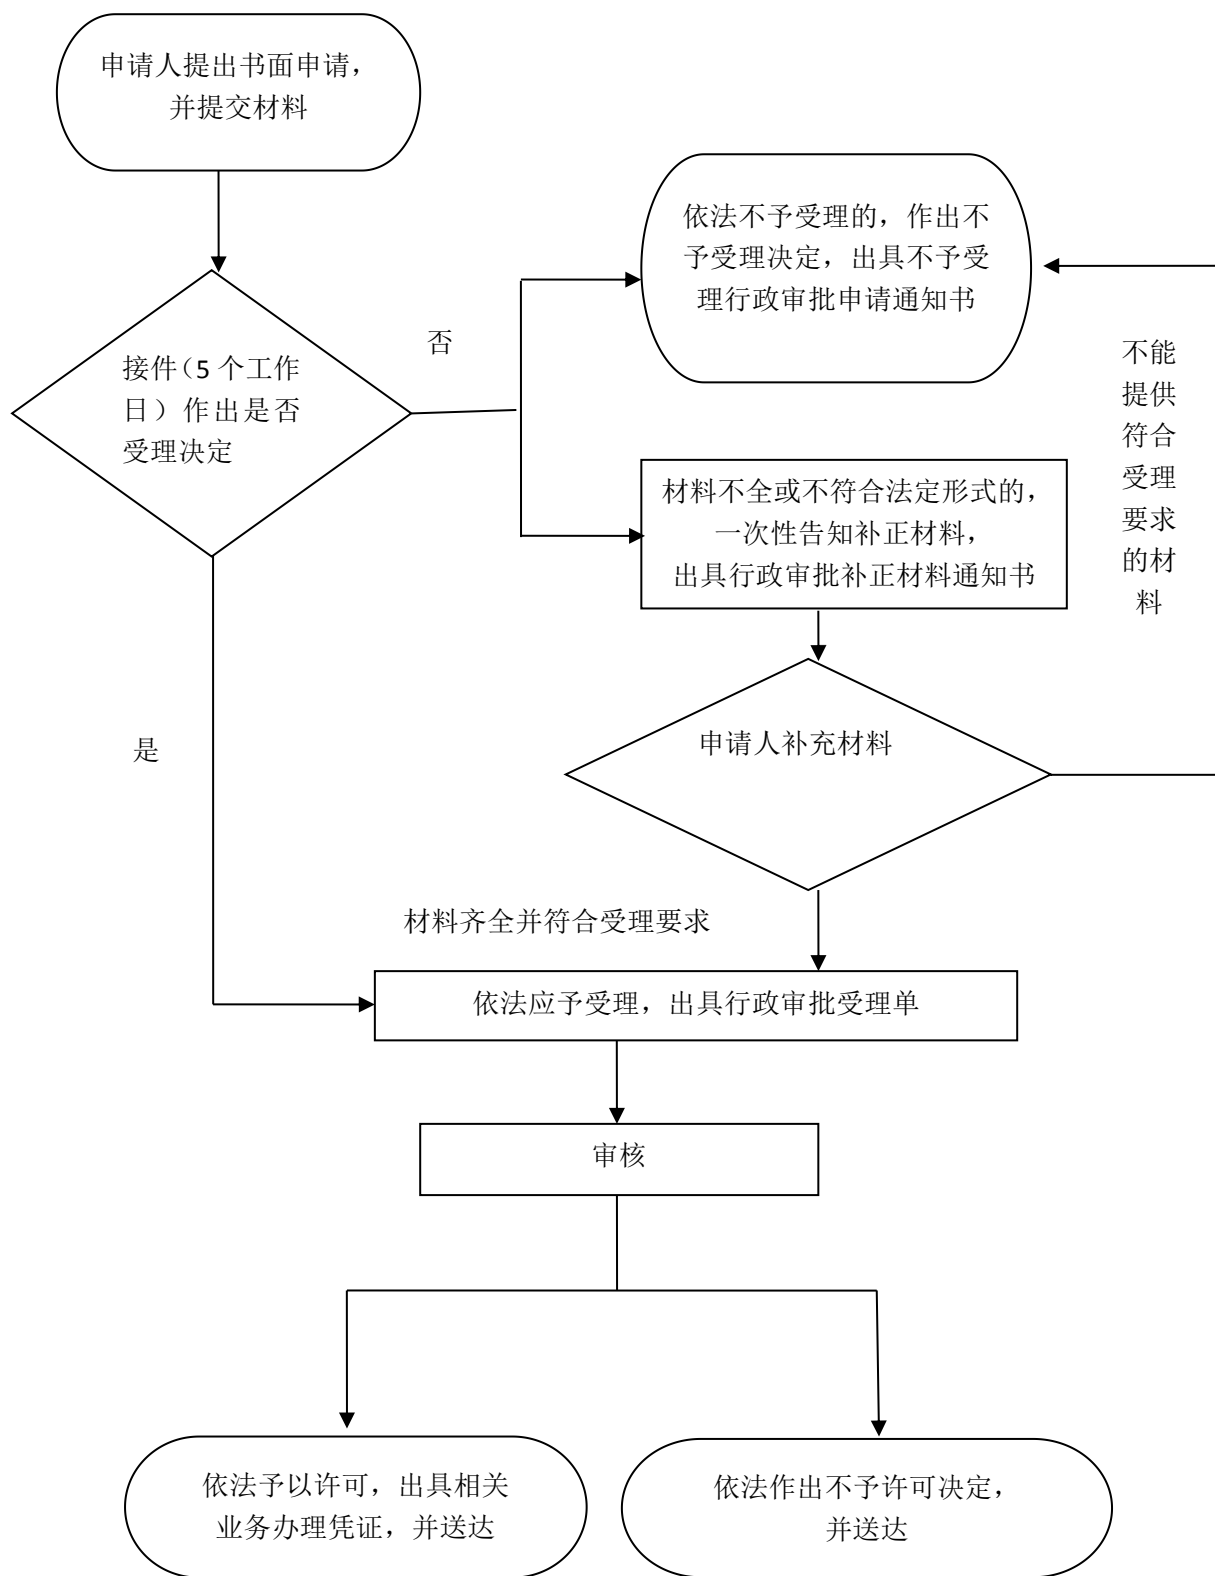 申请人提出书面申请，
并提交材料
依法不予受理的，作出不
予受理决定，出具不予受
理行政审批申请通知书
否
接件（5 个工作
日）作出是否
受理决定
不能
提供
符合
受理
要求
的材
料
材料不全或不符合法定形式的，
一次性告知补正材料，
出具行政审批补正材料通知书
申请人补充材料
是
材料齐全并符合受理要求
依法应予受理，出具行政审批受理单
审核
依法予以许可，出具相关
业务办理凭证，并送达
依法作出不予许可决定，
并送达